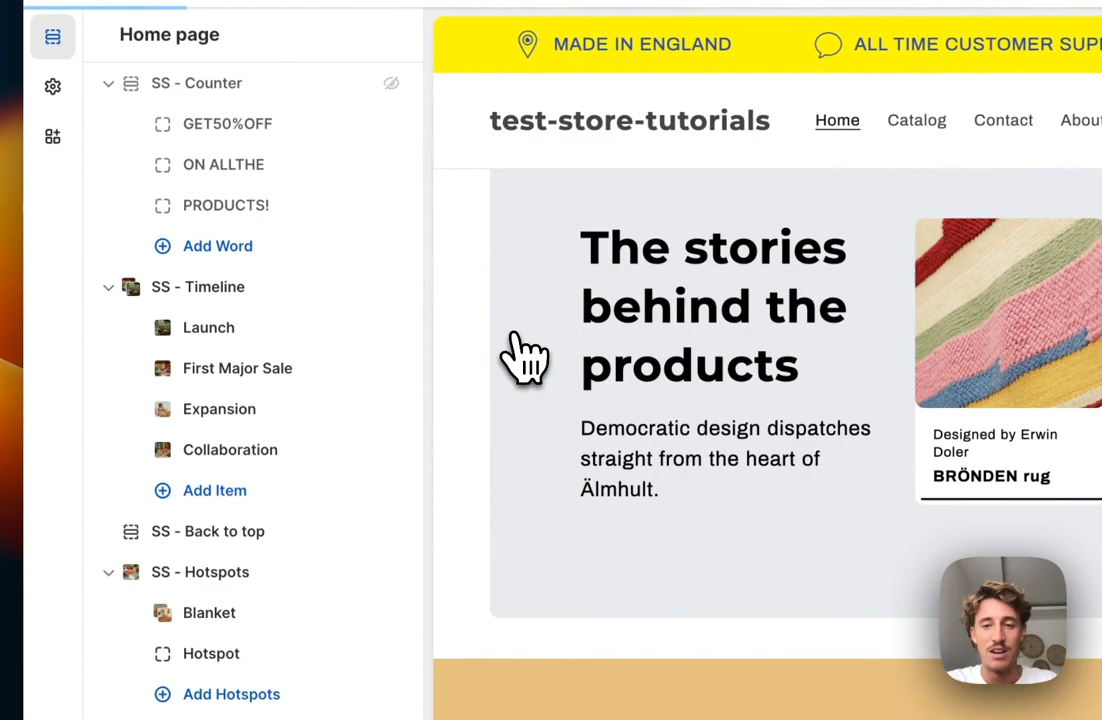 Home page
SS - Counter
GET50%OFF
ON ALLTHE
PRODUCTS!
Add Word
SS - Timeline
Launch
First Major Sale
Expansion
Collaboration
Add Item
SS - Back to top
SS - Hotspots
Blanket
Hotspot
Add Hotspots
MADE IN ENGLAND
ALL TIME CUSTOMER SUPP
test-store-tutorials
Home
Catalog
Contact
About
The stories
behind the
products
Democratic design dispatches
straight from the heart of
Älmhult.
Designed by Erwin
Doler
BRÖNDEN rug